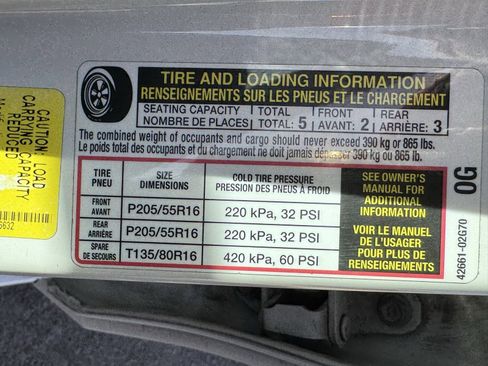 TIRE AND LOADING INFORMATION
RENSEIGNEMENTS SUR LES PNEUS ET LE CHARGEMENT
SEATING CAPACITY TOTAL FRONT REAR
NOMBRE DE PLACES: TOTAL: 5 AVANT: 2 ARRIÈRE: 3
The combined weight of occupants and cargo should never exceed 390 kg or 865 lbs.
Le poids total des occupants et du chargement ne doit jamais dépasser 390 kg ou 865 lb.
TIRE SIZE COLD TIRE PRESSURE
PNEU DIMENSIONS PRESSION DES PNEUS À FROID
FRONT
AVANT P205/55R16 220 kPa, 32 PSI
REAR
ARRIÈRE P205/55R16 220 kPa, 32 PSI
SPARE
DE SECOURS T135/80R16 420 kPa, 60 PSI
SEE OWNER'S
MANUAL FOR
ADDITIONAL
INFORMATION
VOIR LE MANUEL
DE L'USAGER
POUR PLUS DE
RENSEIGNEMENTS
0G
42661-02G70
CAUTION: LOAD
CARRYING CAPACITY
REDUCED